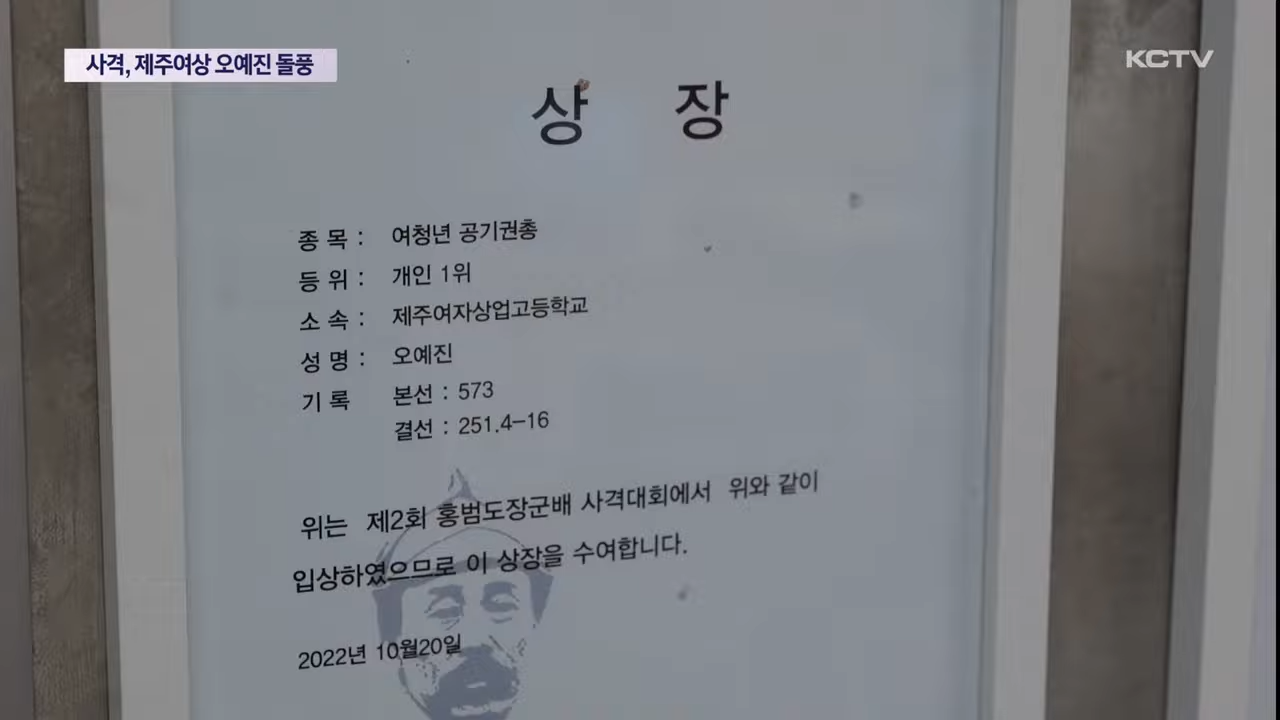 사격, 제주여상 오예진 돌풍
KCTV
상 장
종 목 : 여청년 공기권총
등 위 : 개인 1위
소 속 : 제주여자상업고등학교
성 명 : 오예진
기 록 본선 : 573
결선 : 251.4-16
위는 제2회 홍범도장군배 사격대회에서 위와 같이
입상하였으므로 이 상장을 수여합니다.
2022년 10월20일